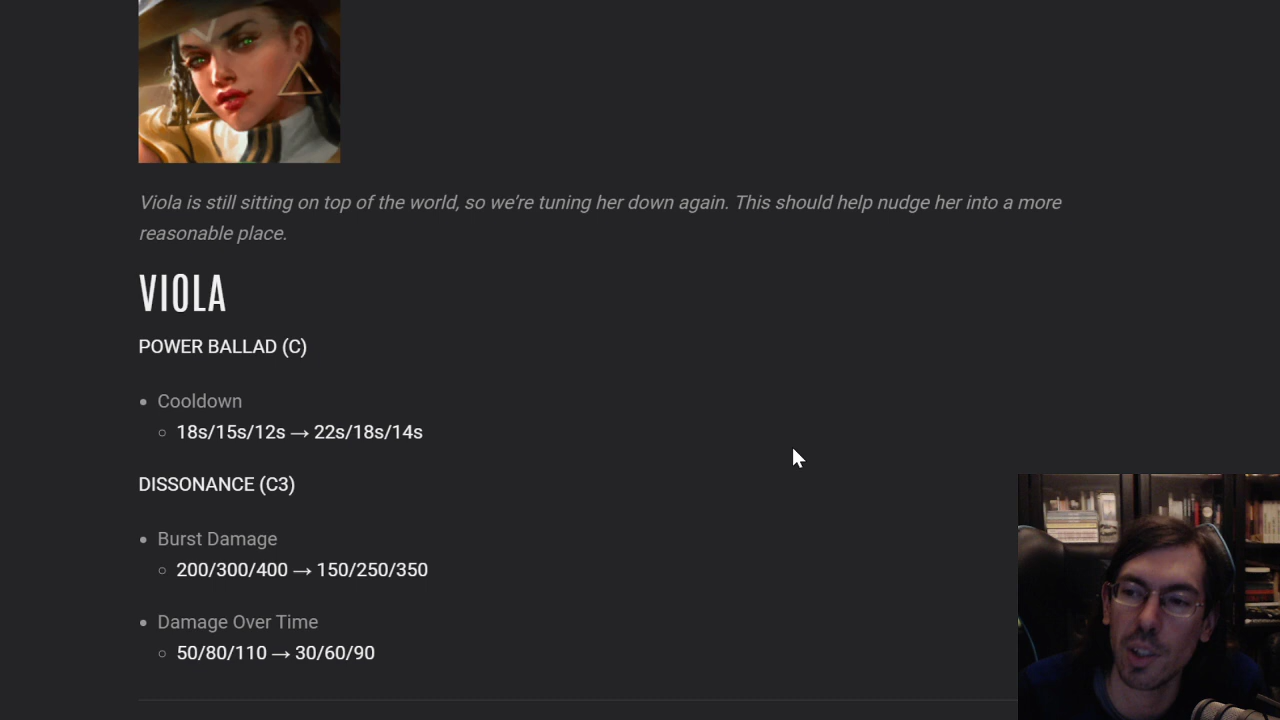 Viola is still sitting on top of the world, so we’re tuning her down again. This should help nudge her into a more
reasonable place.
VIOLA
POWER BALLAD (C)
Cooldown
18s/15s/12s → 22s/18s/14s
DISSONANCE (C3)
Burst Damage
200/300/400 → 150/250/350
Damage Over Time
50/80/110 → 30/60/90